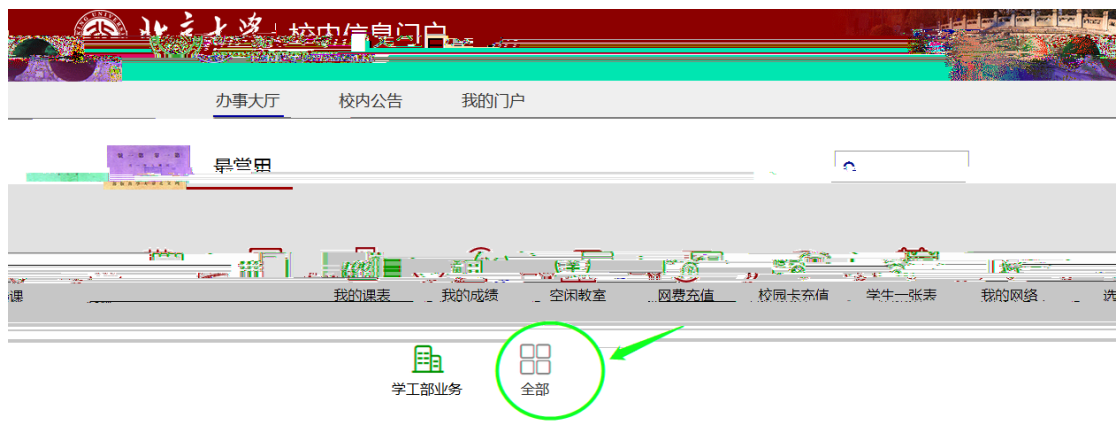 北京大学 校内信息门户
办事大厅 校内公告 我的门户
最常用
课 我的课表 我的成绩 空闲教室 网费充值 校园卡充值 学生一张表 我的网络 选
学工部业务 全部